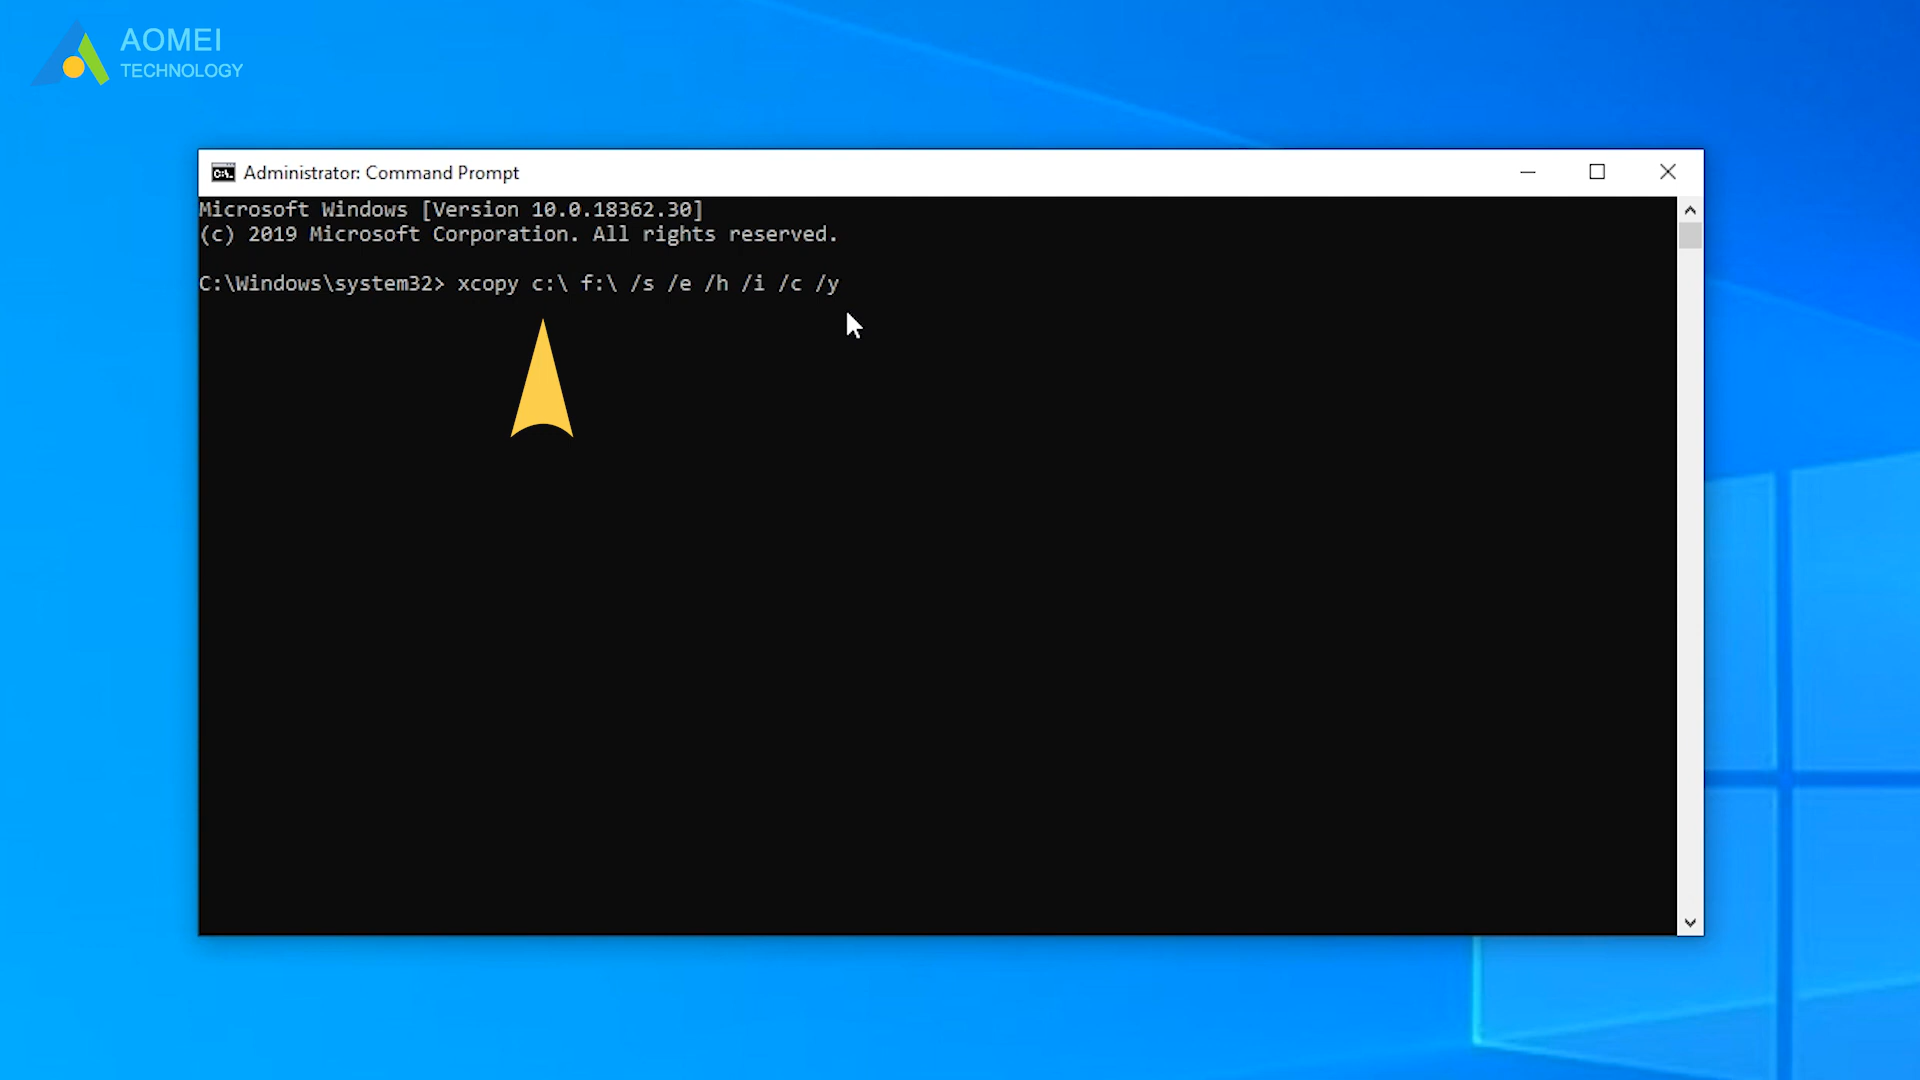 AOMEI
TECHNOLOGY
Administrator: Command Prompt
Microsoft Windows [Version 10.0.18362.30]
(c) 2019 Microsoft Corporation. All rights reserved.
C:\Windows\system32> xcopy c:\ f:\ /s /e /h /i /c /y